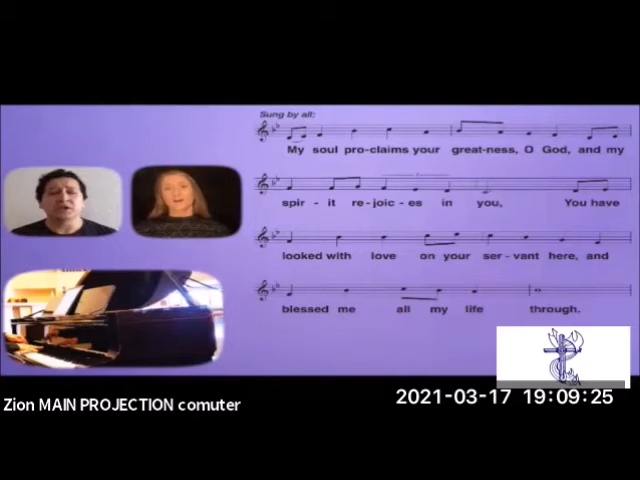 Sung by all:
My soul pro-claims your great-ness, O God, and my
spir - it re-joic - es in you, You have
looked with love on your ser - vant here, and
blessed me all my life through.
Zion MAIN PROJECTION comuter
2021-03-17 19:09:25